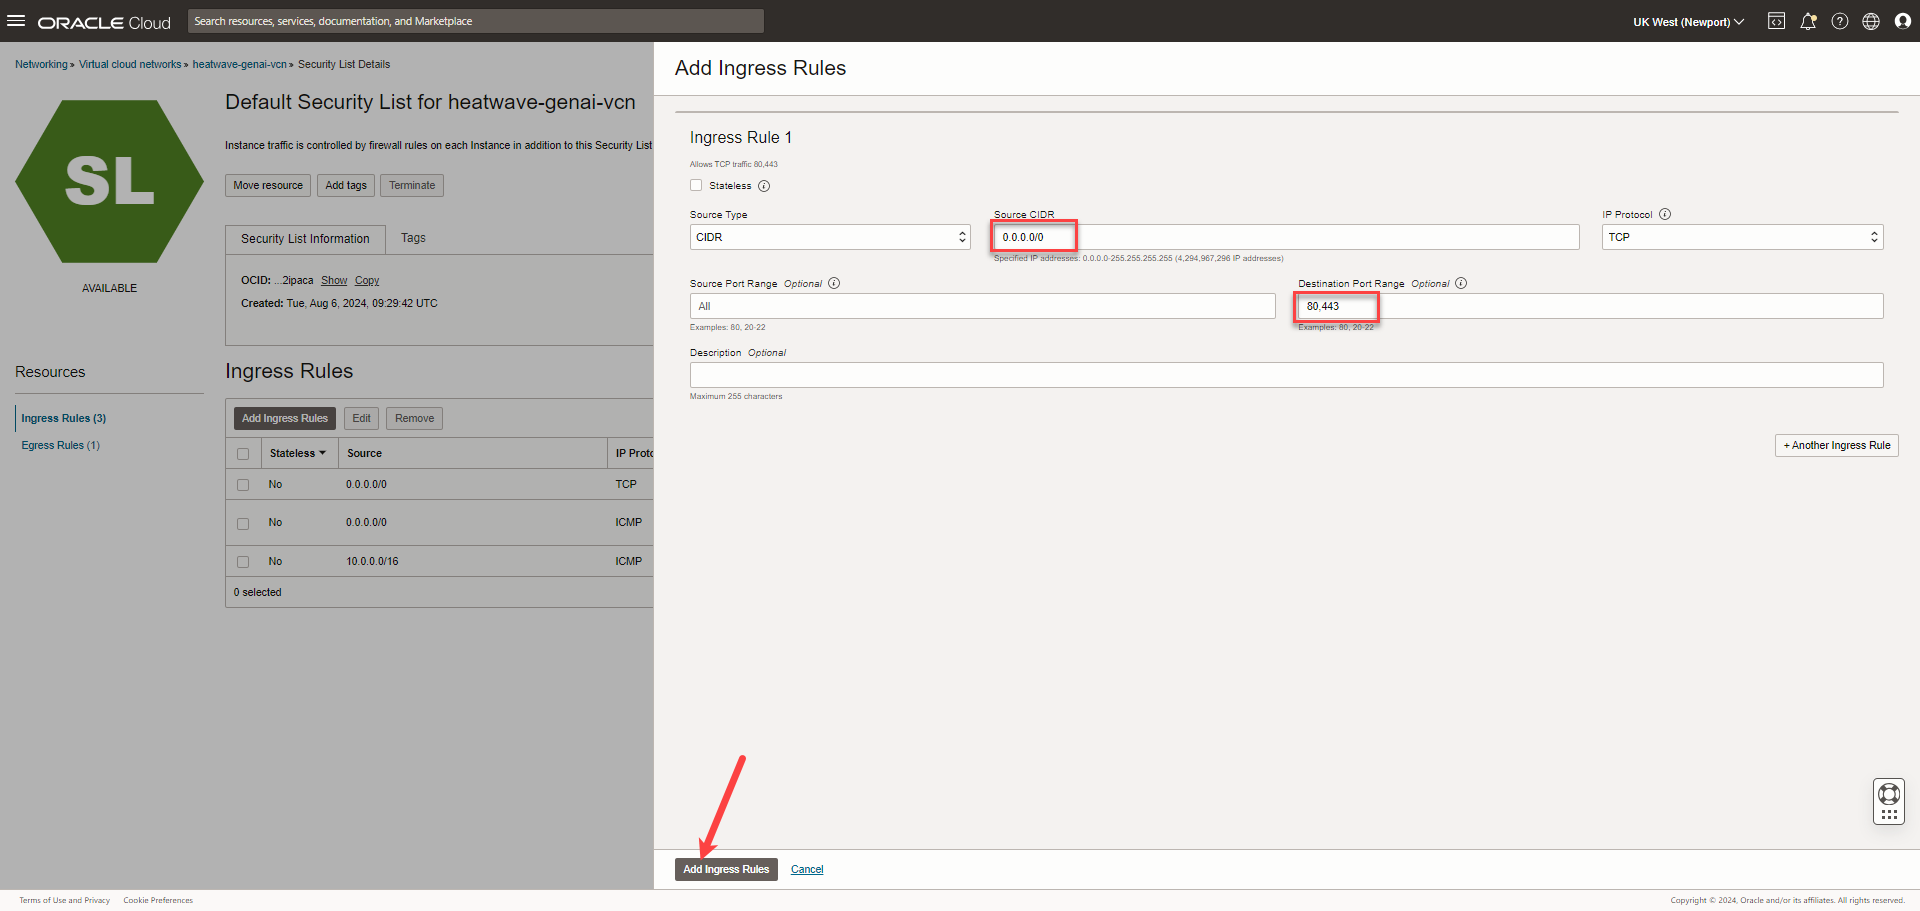 ORACLE Cloud
Search resources, services, documentation, and Marketplace
UK West (Newport)
Networking » Virtual cloud networks » heatwave-genai-vcn » Security List Details
SL
AVAILABLE
Default Security List for heatwave-genai-vcn
Instance traffic is controlled by firewall rules on each Instance in addition to this Security List
Move resource Add tags Terminate
Security List Information Tags
OCID: ...2ipaca Show Copy
Created: Tue, Aug 6, 2024, 09:29:42 UTC
Resources
Ingress Rules (3)
Egress Rules (1)
Ingress Rules
Add Ingress Rules Edit Remove
Stateless Source IP Proto
No 0.0.0.0/0 TCP
No 0.0.0.0/0 ICMP
No 10.0.0.0/16 ICMP
0 selected
Add Ingress Rules
Ingress Rule 1
Allows TCP traffic 80,443
Stateless
Source Type Source CIDR IP Protocol
CIDR 0.0.0.0/0 TCP
Specified IP addresses: 0.0.0.0-255.255.255.255 (4,294,967,296 IP addresses)
Source Port Range Optional Destination Port Range Optional
All 80,443
Examples: 80, 20-22 Examples: 80, 20-22
Description Optional
Maximum 255 characters
+ Another Ingress Rule
Add Ingress Rules Cancel
Terms of Use and Privacy Cookie Preferences
Copyright © 2024, Oracle and/or its affiliates. All rights reserved.